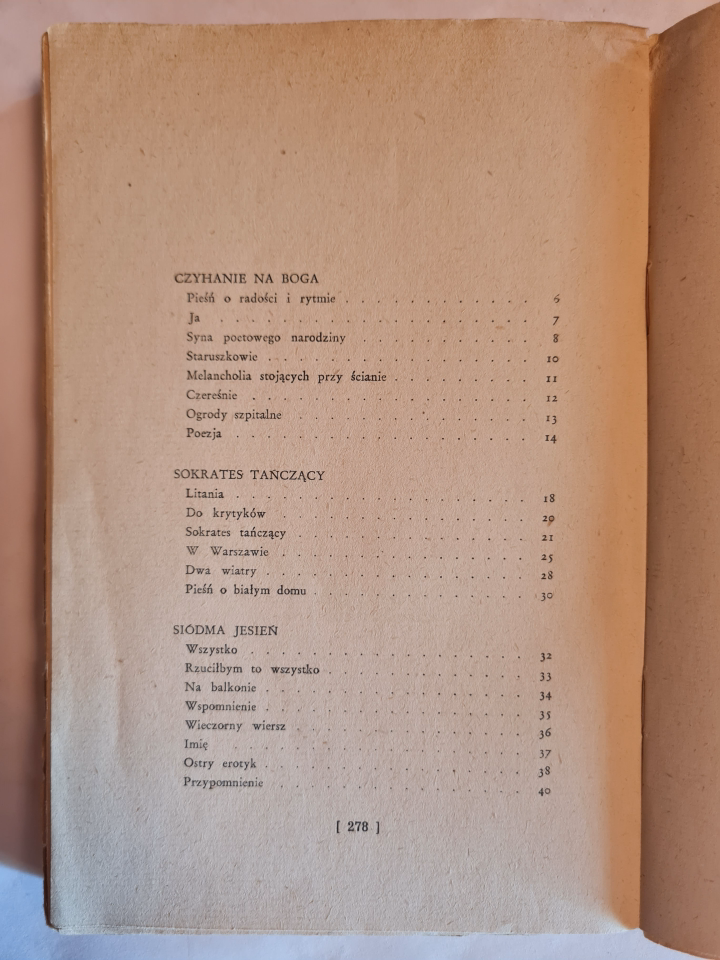 CZYHANIE NA BOGA
Pieśń o radości i rytmie . . . . . . . . . . 6
Ja . . . . . . . . . . . . . . . . 7
Syna poetowego narodziny . . . . . . . . . 8
Staruszkowie . . . . . . . . . . . . . . 10
Melancholia stojących przy ścianie . . . . . . . 11
Czereśnie . . . . . . . . . . . . . . . 12
Ogrody szpitalne . . . . . . . . . . . . 13
Poezja . . . . . . . . . . . . . . . . 14
SOKRATES TAŃCZĄCY
Litania . . . . . . . . . . . . . . . . 18
Do krytyków . . . . . . . . . . . . . 20
Sokrates tańczący . . . . . . . . . . . . 21
W Warszawie . . . . . . . . . . . . . 25
Dwa wiatry . . . . . . . . . . . . . . 28
Pieśń o białym domu . . . . . . . . . . . 30
SIÓDMA JESIEŃ
Wszystko . . . . . . . . . . . . . . 32
Rzuciłbym to wszystko . . . . . . . . . . 33
Na balkonie . . . . . . . . . . . . . . 34
Wspomnienie . . . . . . . . . . . . . . 35
Wieczorny wiersz . . . . . . . . . . . . 36
Imię . . . . . . . . . . . . . . . 37
Ostry erotyk . . . . . . . . . . . . . . 38
Przypomnienie . . . . . . . . . . . . . 40
[ 278 ]